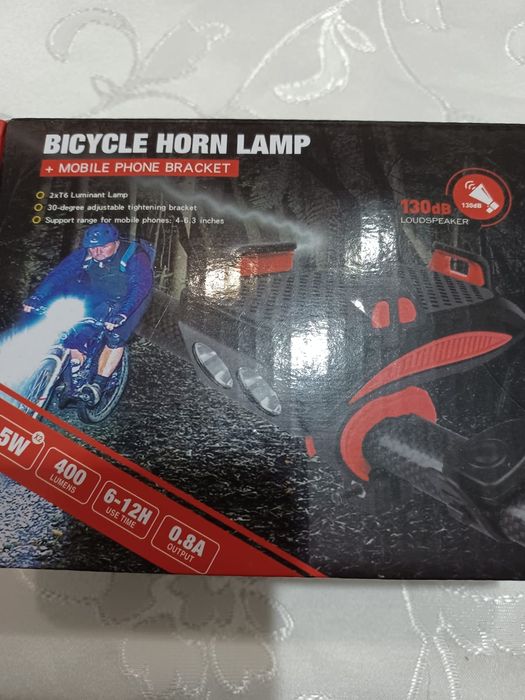 BICYCLE HORN LAMP
+ MOBILE PHONE BRACKET
2xT6 Luminant Lamp
30-degree adjustable tightening bracket
Support range for mobile phones: 4-6.3 inches
130dB
130dB
LOUDSPEAKER
5W X2
400
LUMENS
6-12H
USE TIME
0.8A
OUTPUT